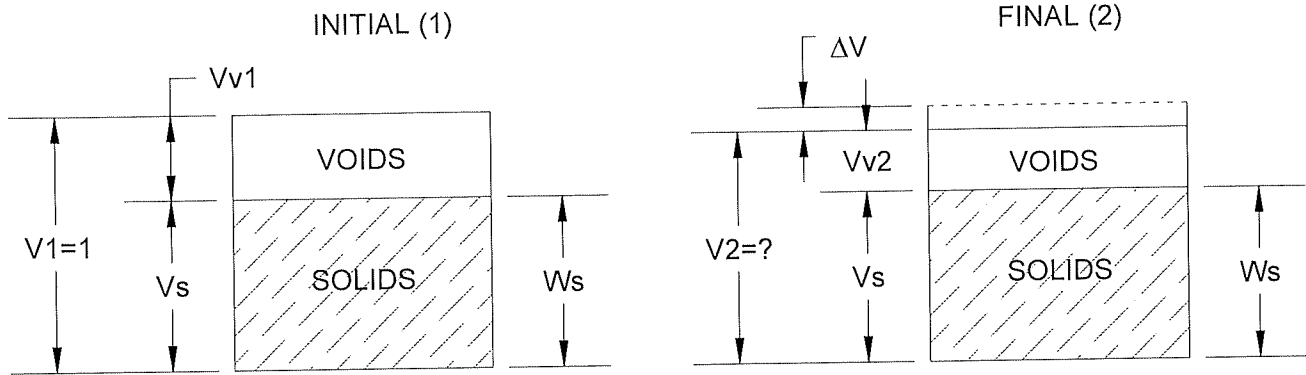 INITIAL (1)
Vv1
VOIDS
V1=1
Vs
SOLIDS
Ws
FINAL (2)
ΔV
Vv2
VOIDS
V2=?
Vs
SOLIDS
Ws